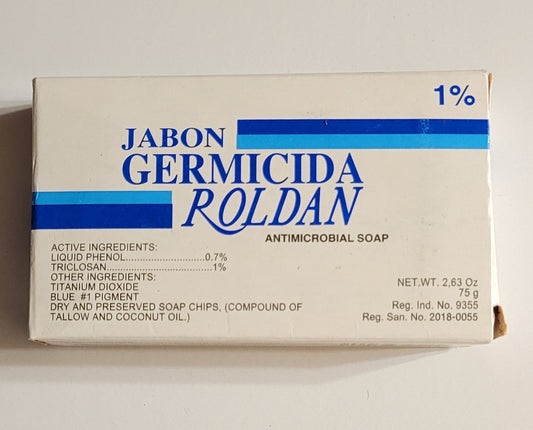 1%
JABON
GERMICIDA
ROLDAN
ANTIMICROBIAL SOAP
ACTIVE INGREDIENTS:
LIQUID PHENOL............................0.7%
TRICLOSAN.....................................1%
OTHER INGREDIENTS:
TITANIUM DIOXIDE
BLUE #1 PIGMENT
DRY AND PRESERVED SOAP CHIPS, (COMPOUND OF
TALLOW AND COCONUT OIL.)
NET.WT. 2,63 Oz
75 g
Reg. Ind. No. 9355
Reg. San. No. 2018-0055